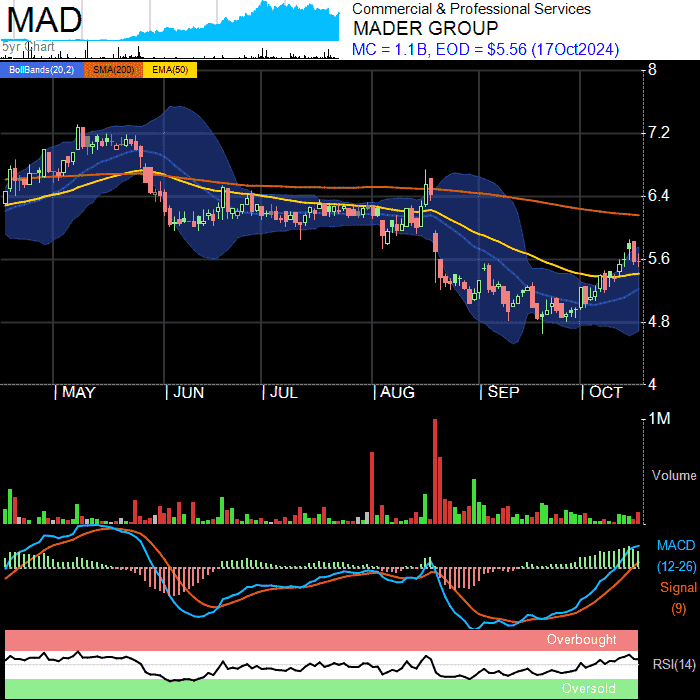 MAD
Commercial & Professional Services
MADER GROUP
5yr Chart
MC = 1.1B, EOD = $5.56 (17Oct2024)
BollBands(20,2) SMA(200) EMA(50)
8
7.2
6.4
5.6
4.8
4
MAY JUN JUL AUG SEP OCT
1M
Volume
MACD
(12-26)
Signal
(9)
Overbought
RSI(14)
Oversold